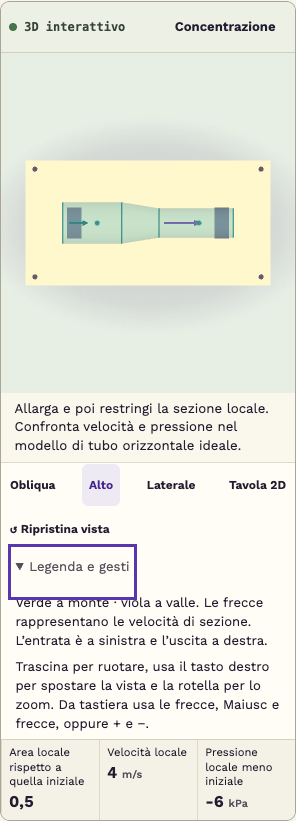 3D interattivo
Concentrazione
Allarga e poi restringi la sezione locale.
Confronta velocità e pressione nel
modello di tubo orizzontale ideale.
Obliqua
Alto
Laterale
Tavola 2D
↺ Ripristina vista
▼ Legenda e gesti
Verde a monte · viola a valle. Le frecce
rappresentano le velocità di sezione.
L’entrata è a sinistra e l’uscita a destra.
Trascina per ruotare, usa il tasto destro
per spostare la vista e la rotella per lo
zoom. Da tastiera usa le frecce, Maiusc e
frecce, oppure + e −.
Area locale
rispetto a
quella iniziale
0,5
Velocità locale
4 m/s
Pressione
locale meno
iniziale
−6 kPa